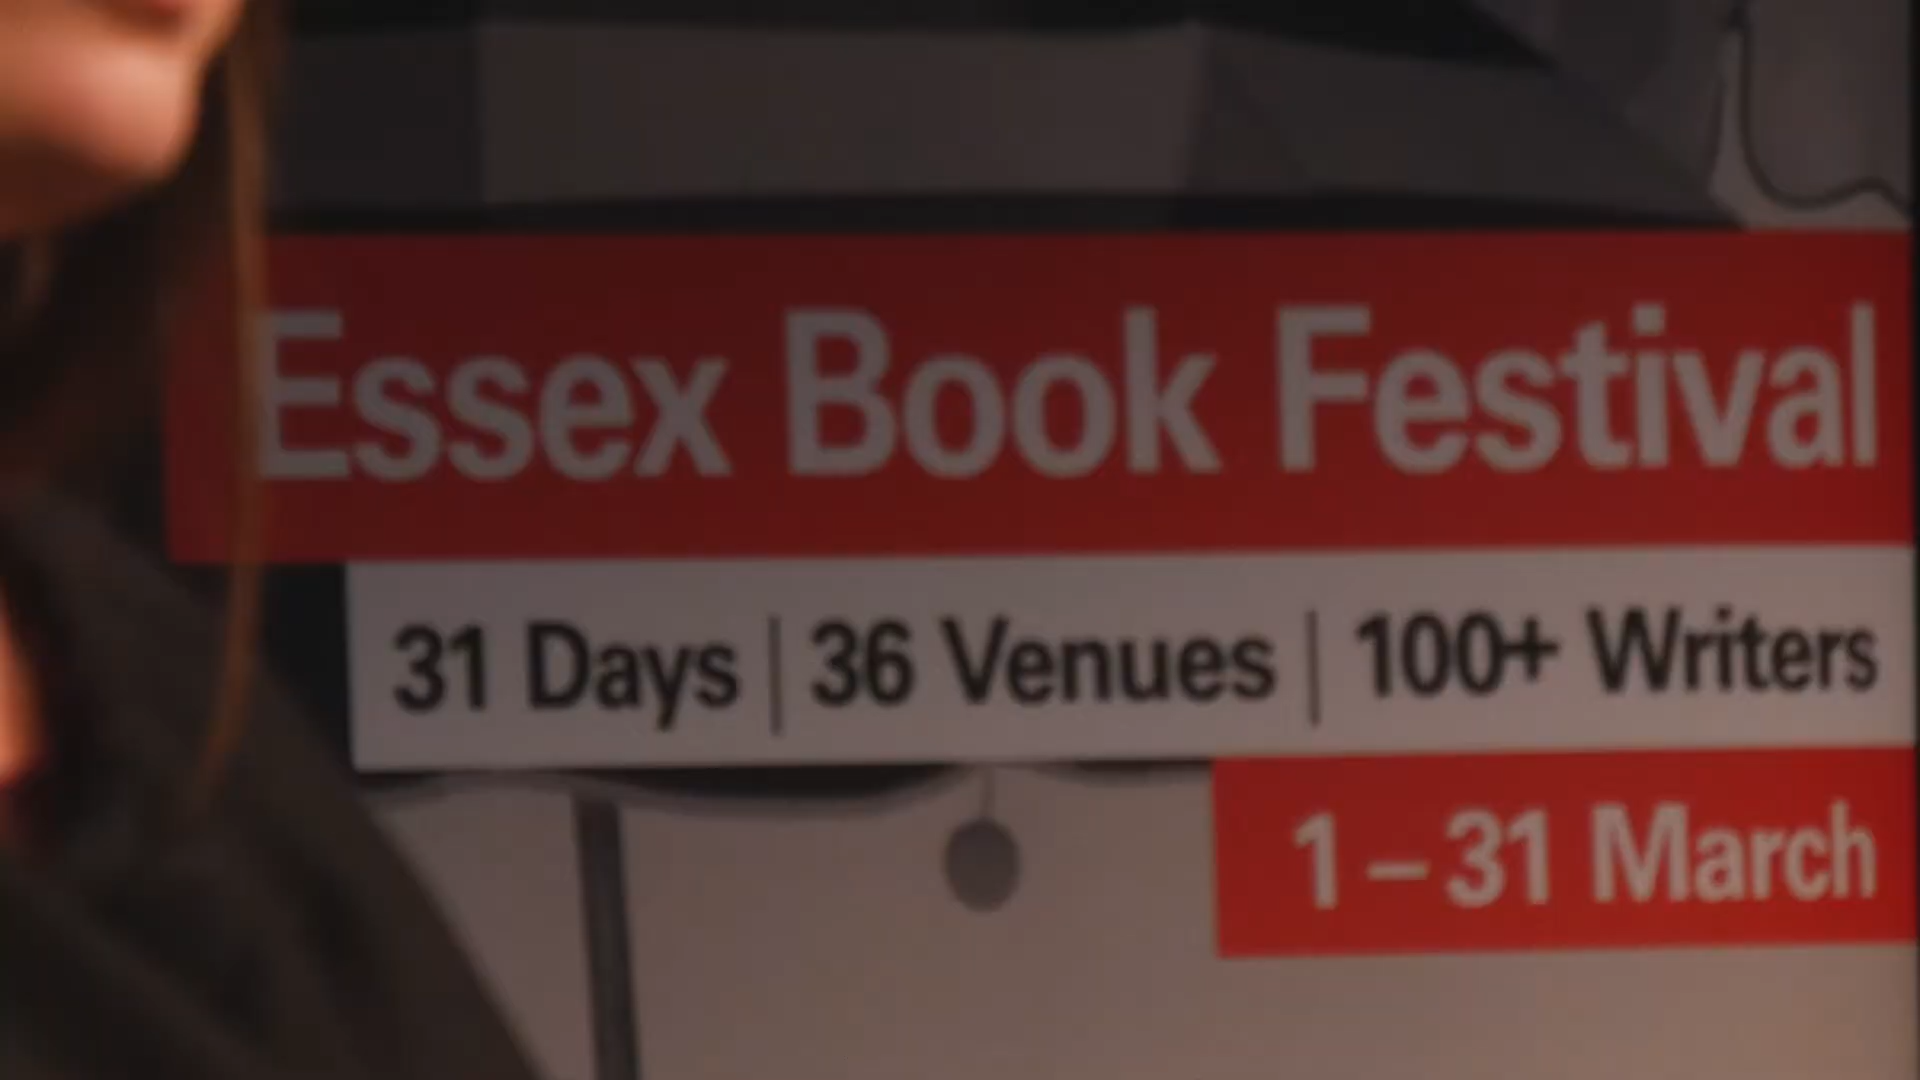 Essex Book Festival
31 Days | 36 Venues | 100+ Writers
1 – 31 March